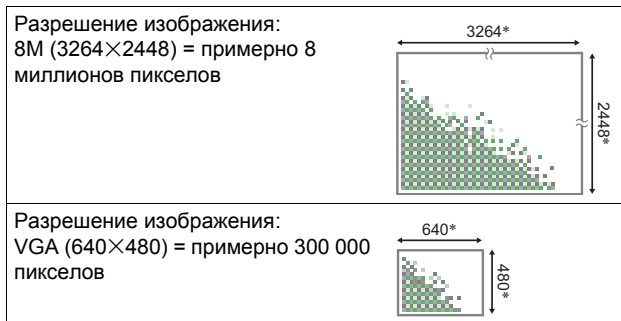 Разрешение изображения:
8M (3264×2448) = примерно 8
миллионов пикселов
3264*
2448*
Разрешение изображения:
VGA (640×480) = примерно 300 000
пикселов
640*
480*